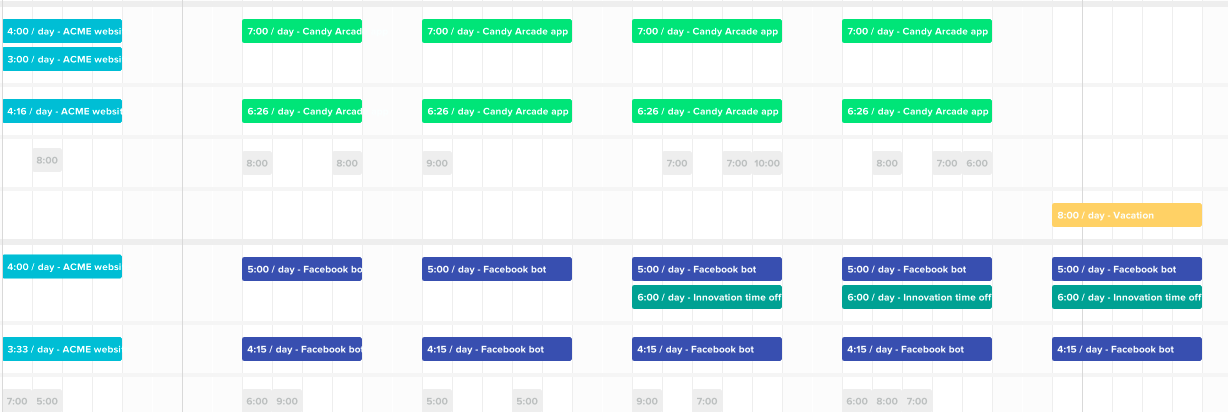 4:00 / day - ACME websi 7:00 / day - Candy Arcad 7:00 / day - Candy Arcade app 7:00 / day - Candy Arcade app 7:00 / day - Candy Arcade app
3:00 / day - ACME websi
4:16 / day - ACME websit 6:26 / day - Candy Arcad 6:26 / day - Candy Arcade app 6:26 / day - Candy Arcade app 6:26 / day - Candy Arcade app
8:00 8:00 8:00 9:00 7:00 7:00 10:00 8:00 7:00 6:00
8:00 / day - Vacation
4:00 / day - ACME websi 5:00 / day - Facebook bo 5:00 / day - Facebook bot 5:00 / day - Facebook bot 5:00 / day - Facebook bot 5:00 / day - Facebook bot
6:00 / day - Innovation time off 6:00 / day - Innovation time off 6:00 / day - Innovation time off
3:33 / day - ACME websi 4:15 / day - Facebook bot 4:15 / day - Facebook bot 4:15 / day - Facebook bot 4:15 / day - Facebook bot 4:15 / day - Facebook bot
7:00 5:00 6:00 9:00 5:00 5:00 9:00 7:00 6:00 8:00 7:00